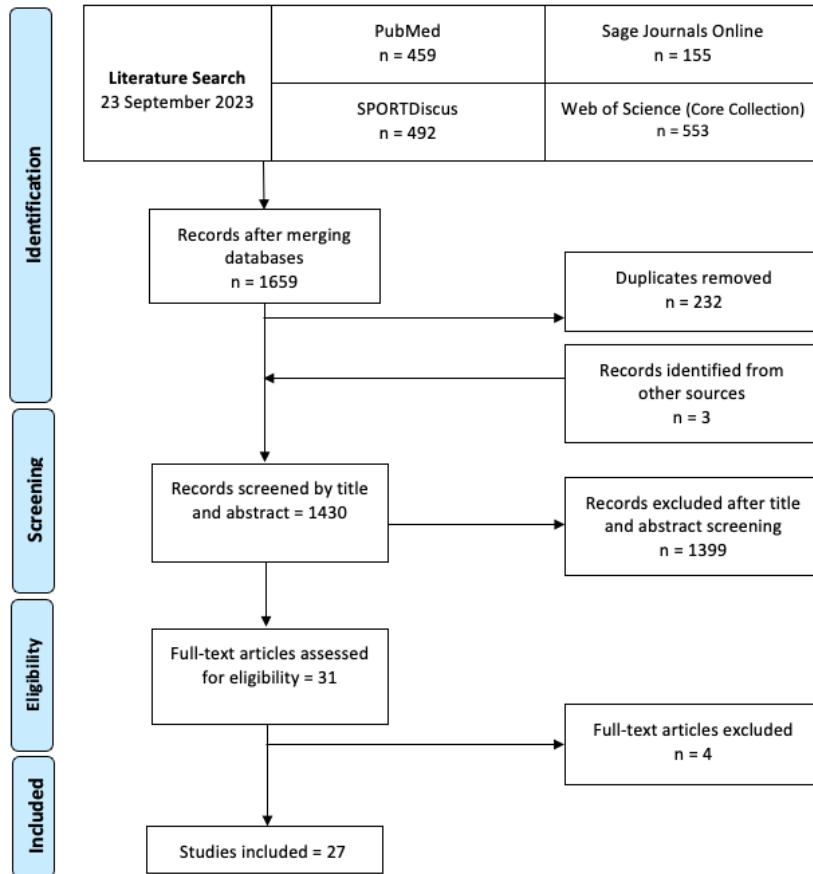 Identification
Literature Search
23 September 2023
PubMed
n = 459
Sage Journals Online
n = 155
SPORTDiscus
n = 492
Web of Science (Core Collection)
n = 553
Records after merging
databases
n = 1659
Duplicates removed
n = 232
Records identified from
other sources
n = 3
Screening
Records screened by title
and abstract = 1430
Records excluded after title
and abstract screening
n = 1399
Eligibility
Full-text articles assessed
for eligibility = 31
Full-text articles excluded
n = 4
Included
Studies included = 27